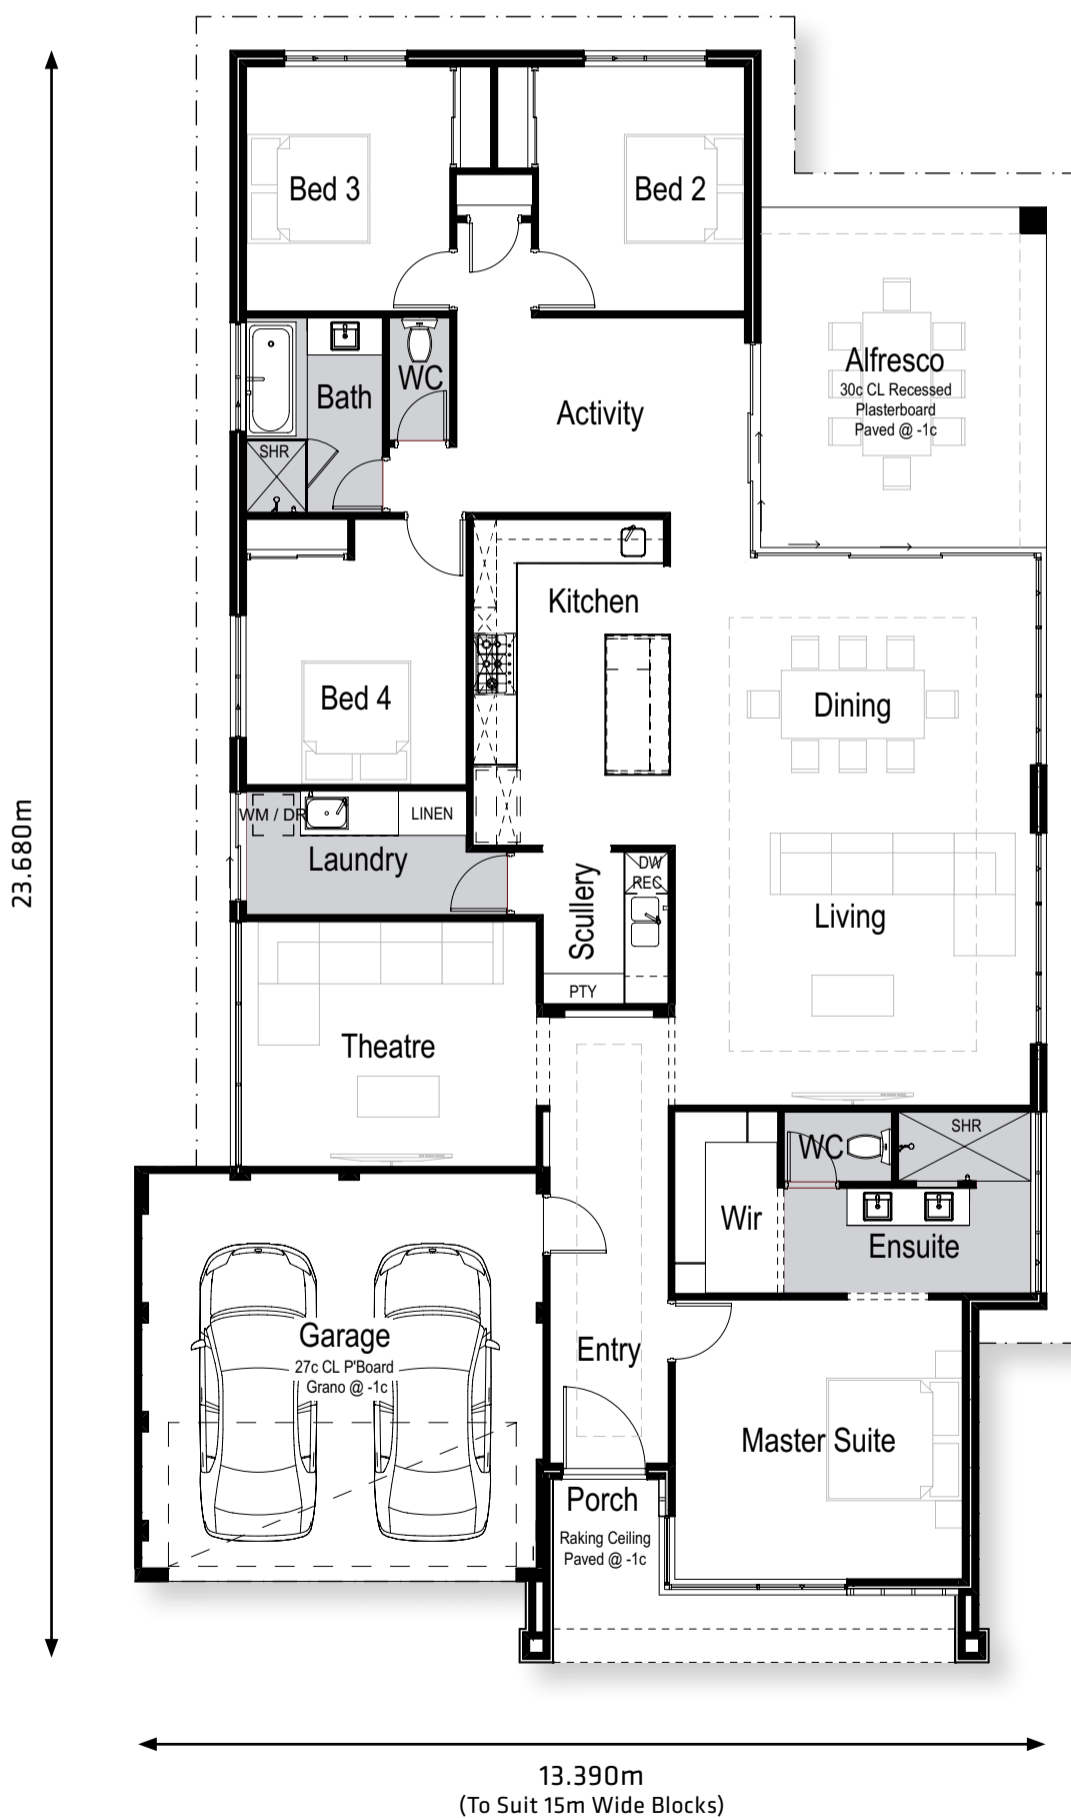 Bed 3
Bed 2
Alfresco
30c CL Recessed
Plasterboard
Paved @ -1c
WC
Bath
Activity
SHR
Kitchen
Bed 4
Dining
WM / DR
LINEN
Laundry
DW
REC
Scullery
Living
PTY
Theatre
SHR
WC
Wir
Ensuite
Garage
27c CL P'Board
Grano @ -1c
Entry
Master Suite
Porch
Raking Ceiling
Paved @ -1c
23.680m
13.390m
(To Suit 15m Wide Blocks)